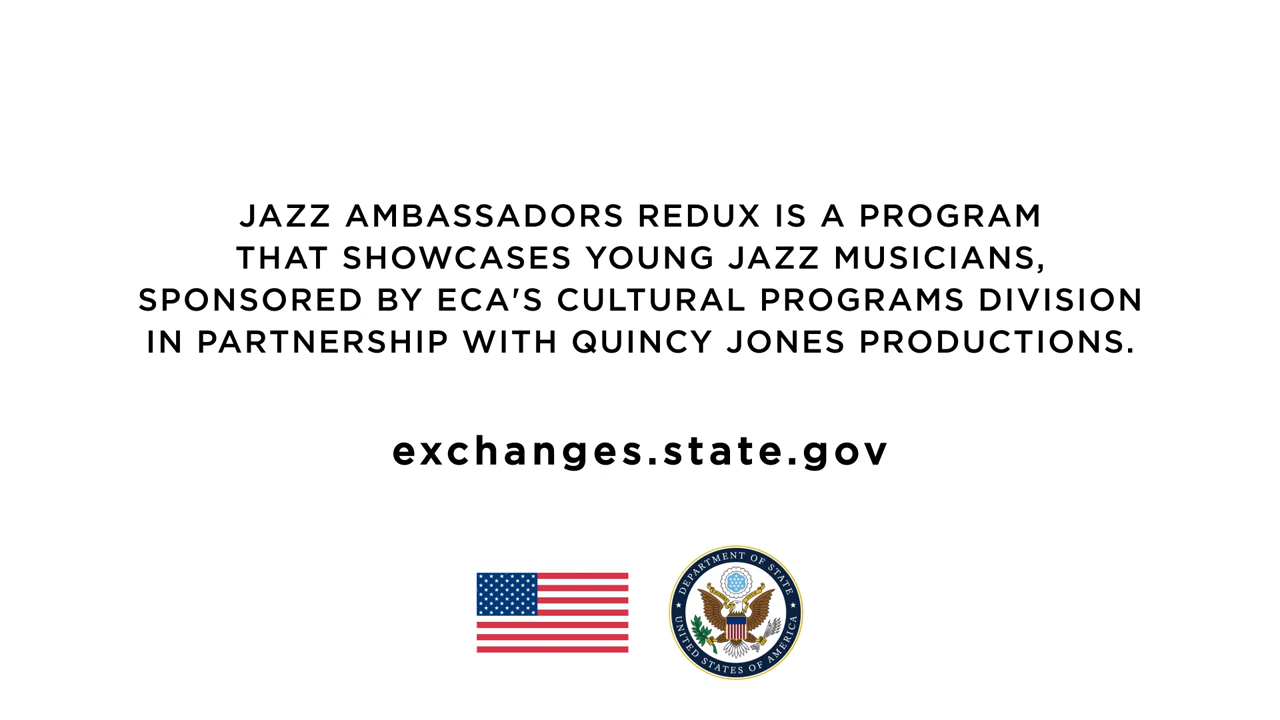 JAZZ AMBASSADORS REDUX IS A PROGRAM
THAT SHOWCASES YOUNG JAZZ MUSICIANS,
SPONSORED BY ECA'S CULTURAL PROGRAMS DIVISION
IN PARTNERSHIP WITH QUINCY JONES PRODUCTIONS.
exchanges.state.gov
DEPARTMENT OF STATE
UNITED STATES OF AMERICA